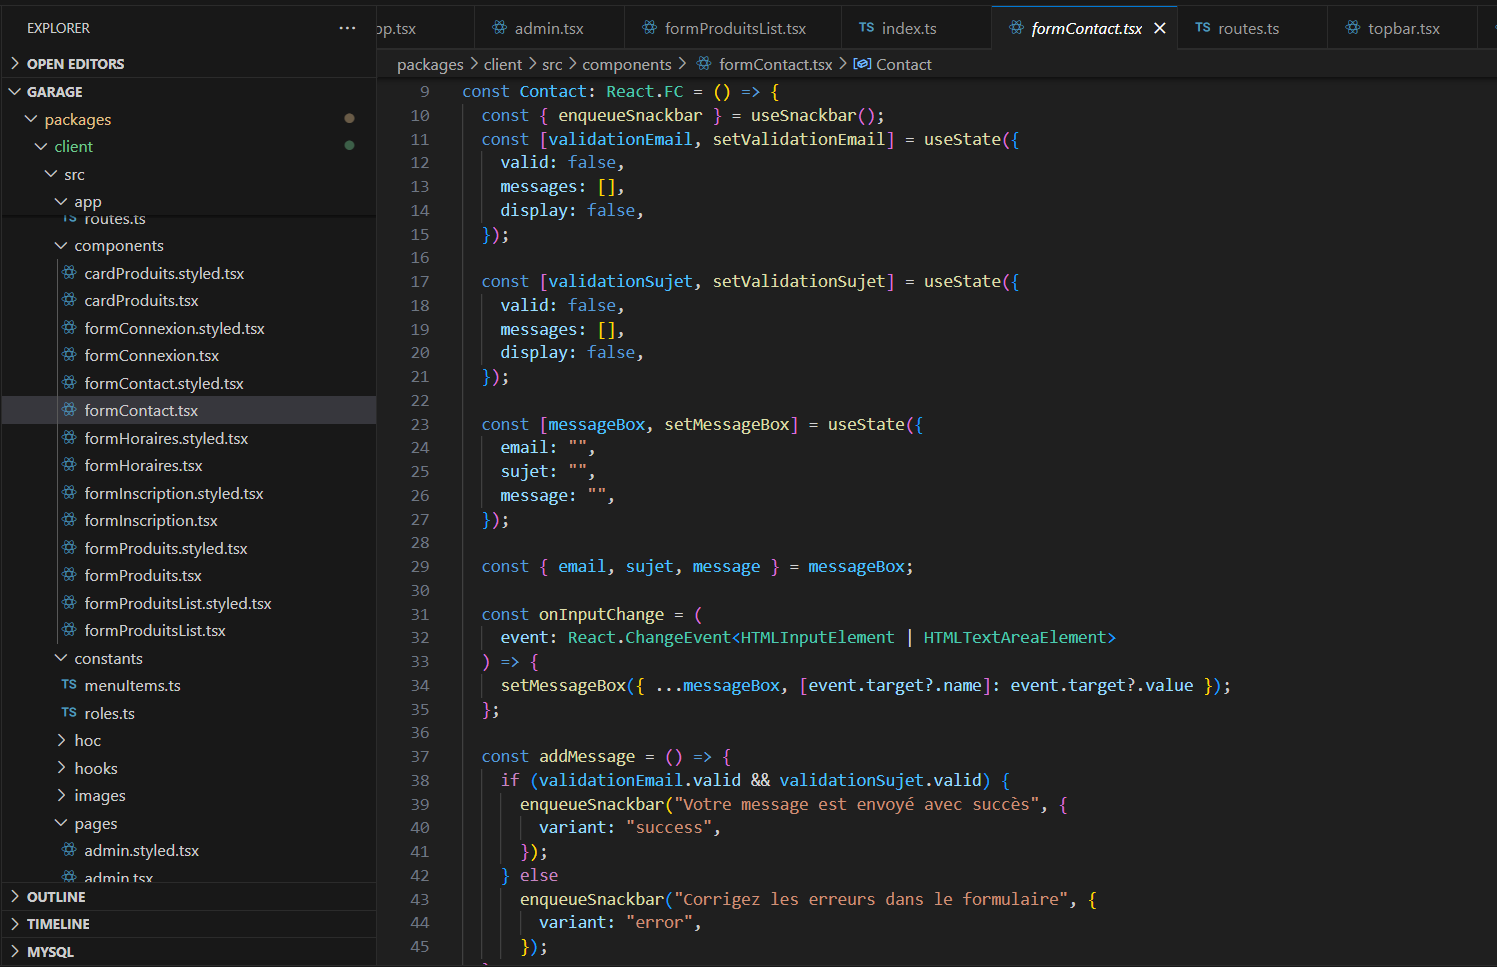 EXPLORER
OPEN EDITORS
GARAGE
packages
client
src
app
routes.ts
components
cardProduits.styled.tsx
cardProduits.tsx
formConnexion.styled.tsx
formConnexion.tsx
formContact.styled.tsx
formContact.tsx
formHoraires.styled.tsx
formHoraires.tsx
formInscription.styled.tsx
formInscription.tsx
formProduits.styled.tsx
formProduits.tsx
formProduitsList.styled.tsx
formProduitsList.tsx
constants
TS menuItems.ts
TS roles.ts
hoc
hooks
images
pages
admin.styled.tsx
admin.tsx
OUTLINE
TIMELINE
MYSQL
pp.tsx admin.tsx formProduitsList.tsx TS index.ts formContact.tsx TS routes.ts topbar.tsx
packages > client > src > components > formContact.tsx > Contact
9 const Contact: React.FC = () => {
10 const { enqueueSnackbar } = useSnackbar();
11 const [validationEmail, setValidationEmail] = useState({
12 valid: false,
13 messages: [],
14 display: false,
15 });
16
17 const [validationSujet, setValidationSujet] = useState({
18 valid: false,
19 messages: [],
20 display: false,
21 });
22
23 const [messageBox, setMessageBox] = useState({
24 email: "",
25 sujet: "",
26 message: "",
27 });
28
29 const { email, sujet, message } = messageBox;
30
31 const onInputChange = (
32 event: React.ChangeEvent<HTMLInputElement | HTMLTextAreaElement>
33 ) => {
34 setMessageBox({ ...messageBox, [event.target?.name]: event.target?.value });
35 };
36
37 const addMessage = () => {
38 if (validationEmail.valid && validationSujet.valid) {
39 enqueueSnackbar("Votre message est envoyé avec succès", {
40 variant: "success",
41 });
42 } else
43 enqueueSnackbar("Corrigez les erreurs dans le formulaire", {
44 variant: "error",
45 });